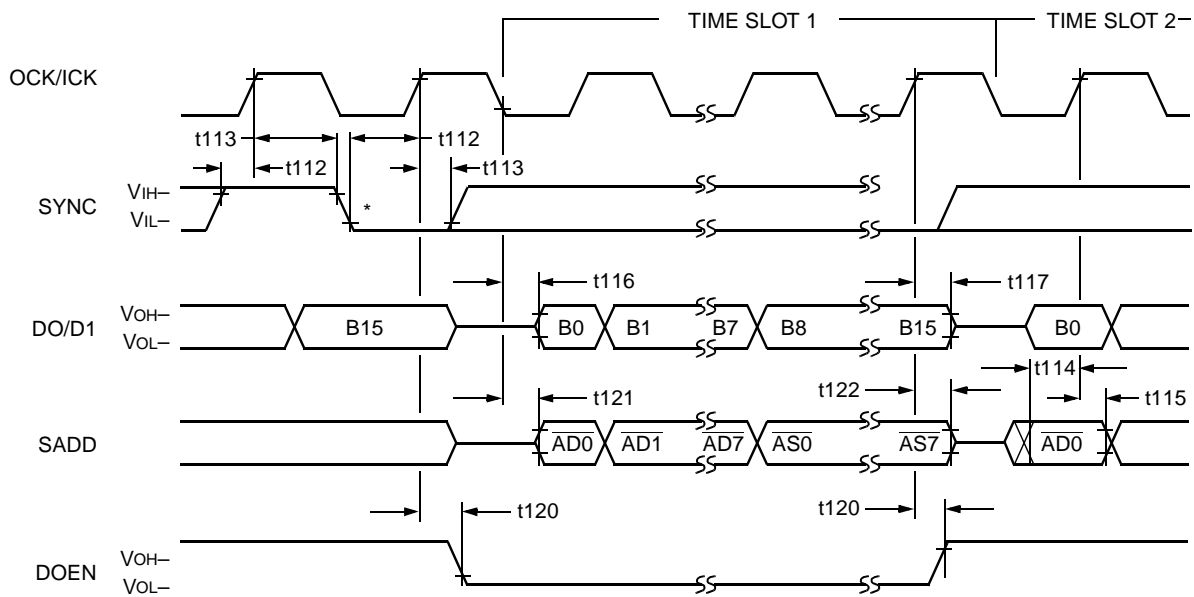 TIME SLOT 1 TIME SLOT 2
OCK/ICK
t113 t112
t112 t113
VIH–
SYNC *
VIL–
t116 t117
VOH–
DO/D1 B15 B0 B1 B7 B8 B15 B0
VOL–
t114
t121 t122 t115
SADD AD0 AD1 AD7 AS0 AS7 AD0
t120 t120
VOH–
DOEN
VOL–